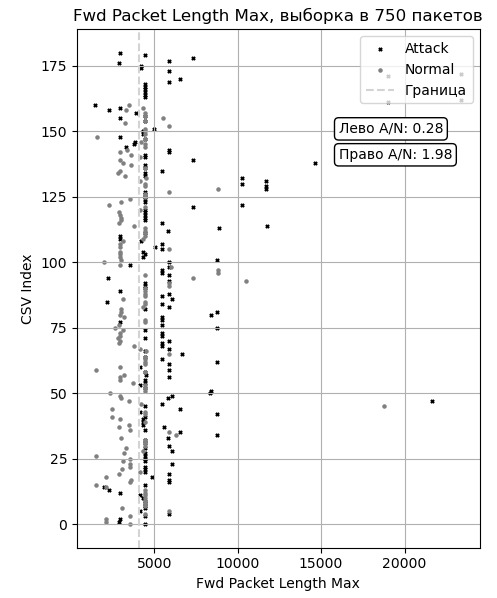 Fwd Packet Length Max, выборка в 750 пакетов
Attack
Normal
Граница
Лево A/N: 0.28
Право A/N: 1.98
175
150
125
100
75
50
25
0
CSV Index
5000 10000 15000 20000
Fwd Packet Length Max